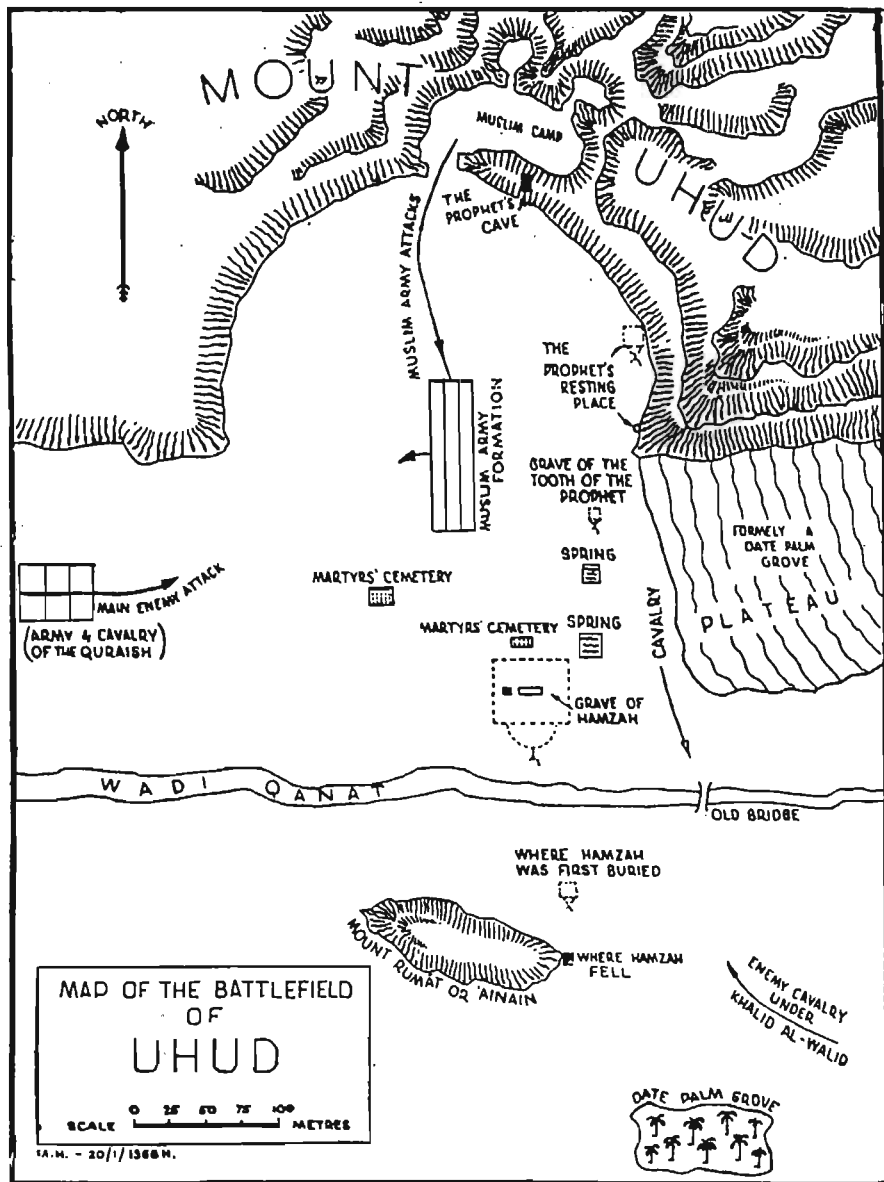 MOUNT
UHUD
NORTH
MUSLIM CAMP
THE
PROPHET'S
CAVE
MUSLIM ARMY ATTACKS
THE
PROPHET'S
RESTING
PLACE
MUSLIM ARMY
FORMATION
GRAVE OF THE
TOOTH OF THE
PROPHET
FORMELY A
DATE PALM
GROVE
PLATEAU
SPRING
MARTYRS' CEMETERY
MAIN ENEMY ATTACK
(ARMY & CAVALRY
OF THE QURAISH)
MARTYRS' CEMETERY
SPRING
CAVALRY
GRAVE OF
HAMZAH
WADI QANAT
OLD BRIDGE
WHERE HAMZAH
WAS FIRST BURIED
MOUNT RUMAT OR 'AINAIN
WHERE HAMZAH
FELL
ENEMY CAVALRY
UNDER
KHALID AL-WALID
DATE PALM GROVE
MAP OF THE BATTLEFIELD
OF
UHUD
0 25 50 75 100
SCALE METRES
- 20/1/1368 H.